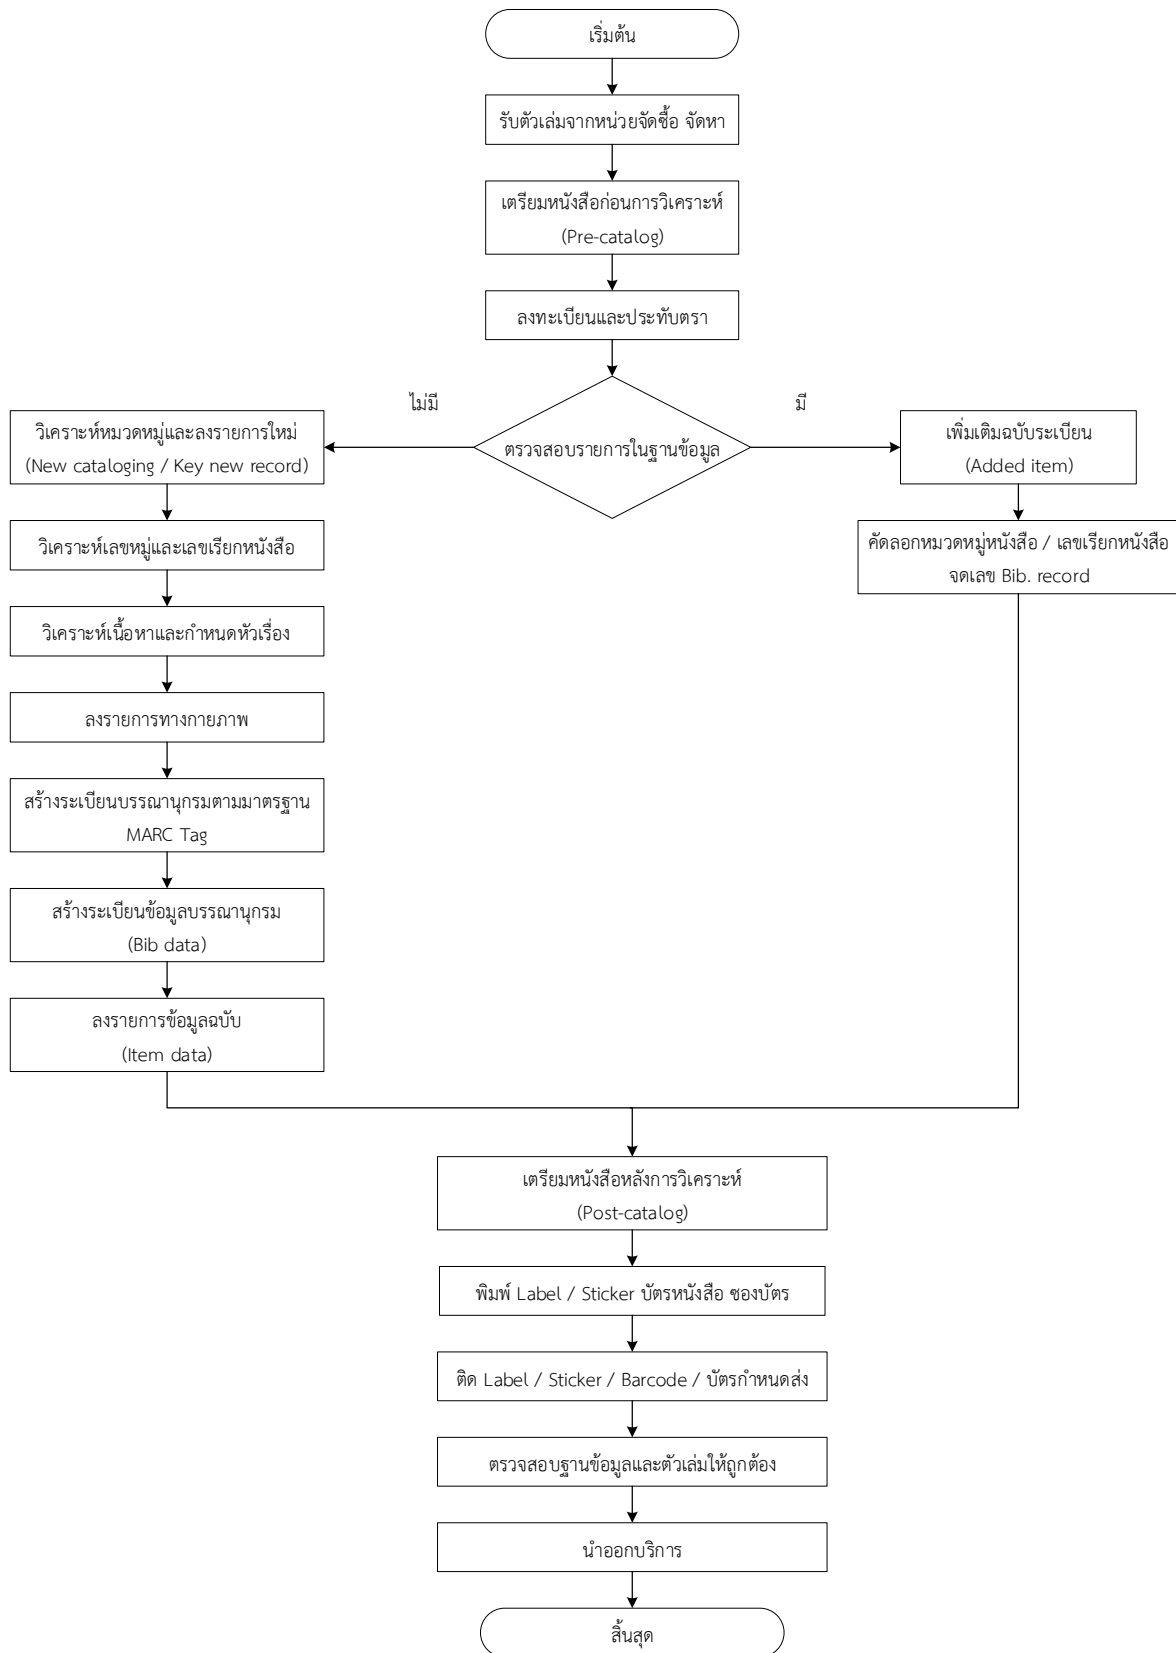 เริ่มต้น
รับตัวเล่มจากหน่วยจัดซื้อ จัดหา
เตรียมหนังสือก่อนการวิเคราะห์
(Pre-catalog)
ลงทะเบียนและประทับตรา
ไม่มี
มี
ตรวจสอบรายการในฐานข้อมูล
วิเคราะห์หมวดหมู่และลงรายการใหม่
(New cataloging / Key new record)
วิเคราะห์เลขหมู่และเลขเรียกหนังสือ
วิเคราะห์เนื้อหาและกำหนดหัวเรื่อง
ลงรายการทางกายภาพ
สร้างระเบียนบรรณานุกรมตามมาตรฐาน
MARC Tag
สร้างระเบียนข้อมูลบรรณานุกรม
(Bib data)
ลงรายการข้อมูลฉบับ
(Item data)
เพิ่มเติมฉบับระเบียน
(Added item)
คัดลอกหมวดหมู่หนังสือ / เลขเรียกหนังสือ
จดเลข Bib. record
เตรียมหนังสือหลังการวิเคราะห์
(Post-catalog)
พิมพ์ Label / Sticker บัตรหนังสือ ซองบัตร
ติด Label / Sticker / Barcode / บัตรกำหนดส่ง
ตรวจสอบฐานข้อมูลและตัวเล่มให้ถูกต้อง
นำออกบริการ
สิ้นสุด